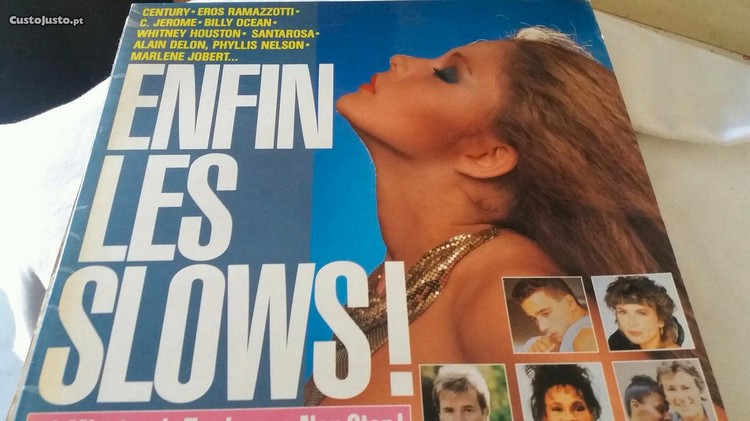 CustoJusto.pt
CENTURY • EROS RAMAZZOTTI •
C. JEROME • BILLY OCEAN •
WHITNEY HOUSTON • SANTAROSA •
ALAIN DELON, PHYLLIS NELSON •
MARLENE JOBERT...
ENFIN
LES
SLOWS!